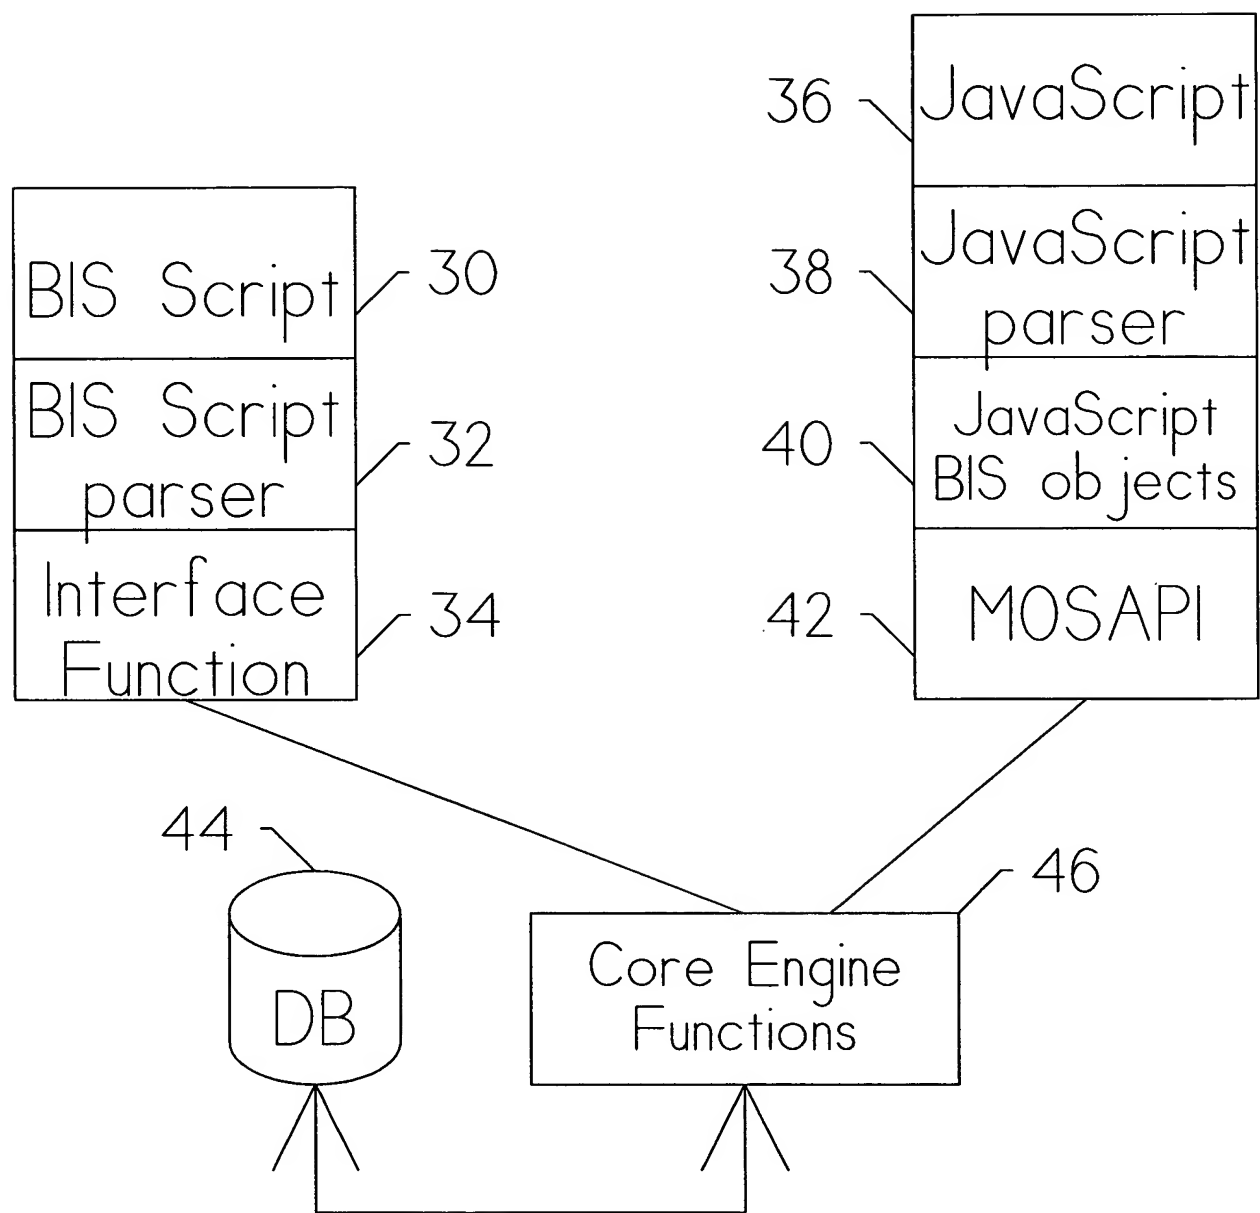 BIS Script
30
BIS Script
parser
32
Interface
Function
34
36
JavaScript
38
JavaScript
parser
40
JavaScript
BIS objects
42
MOSAPI
44
DB
46
Core Engine
Functions